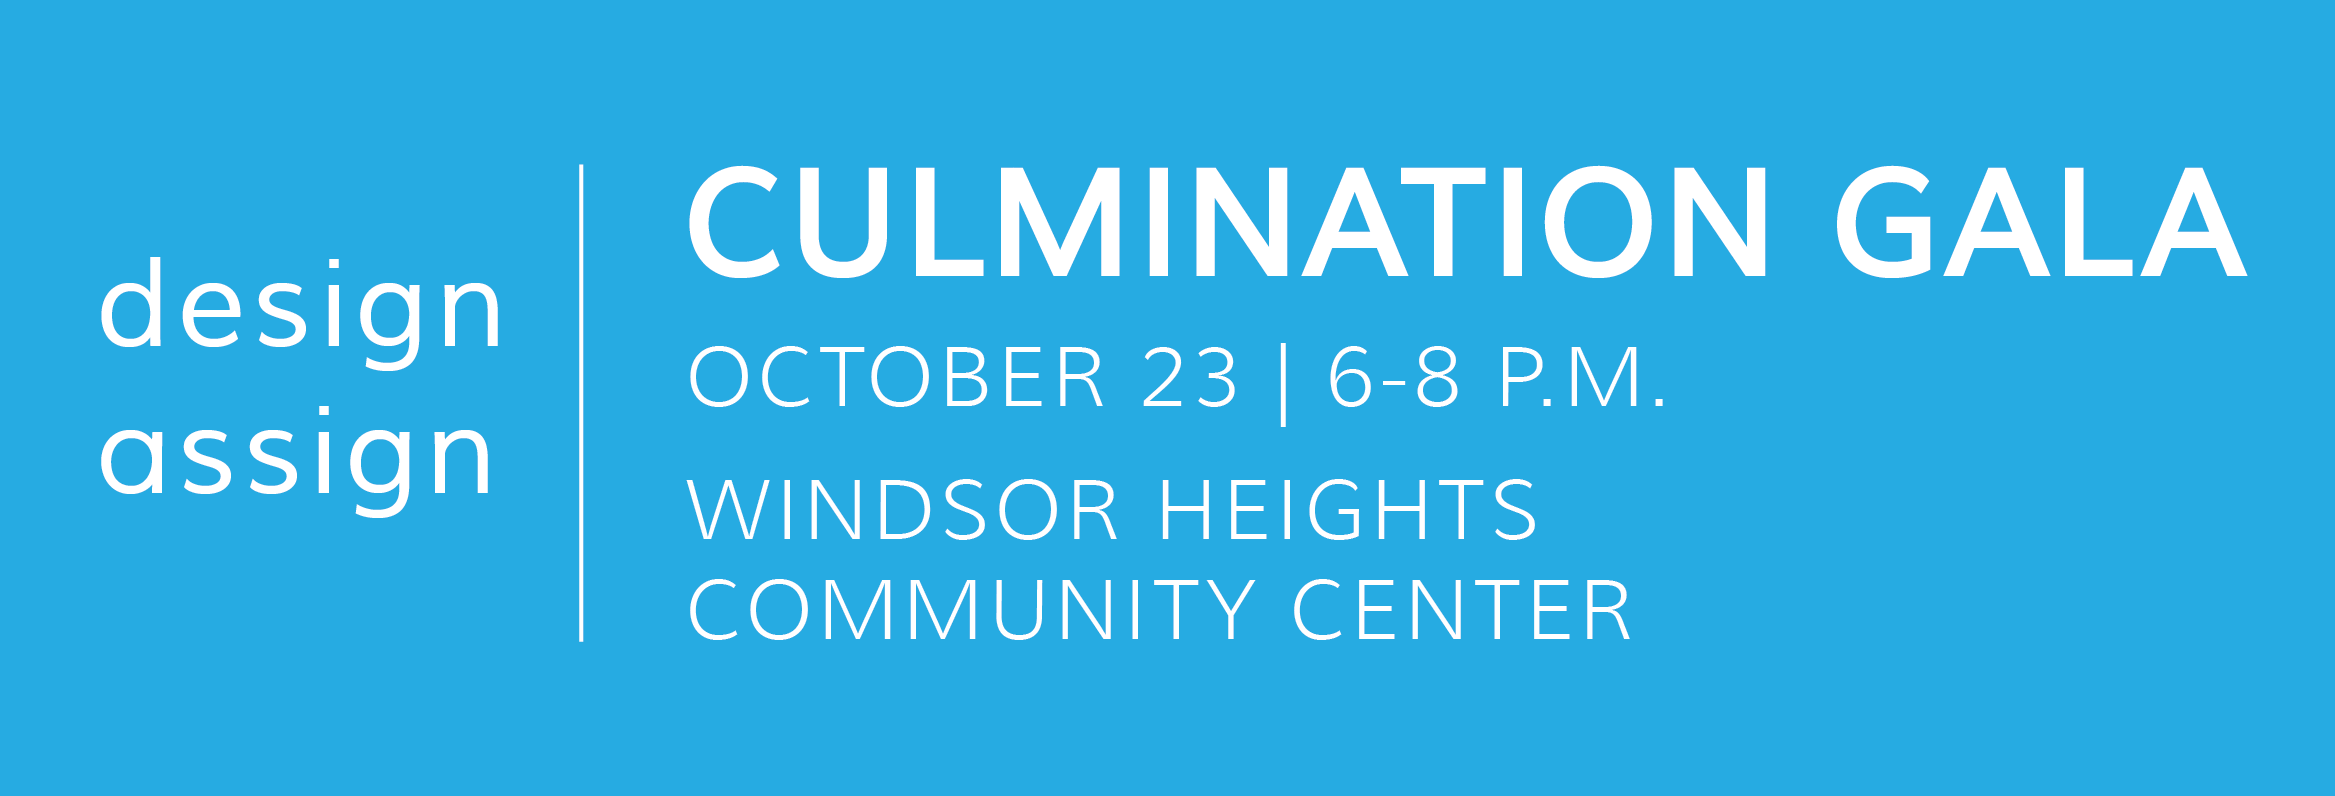 design
assign
CULMINATION GALA
OCTOBER 23 | 6-8 P.M.
WINDSOR HEIGHTS
COMMUNITY CENTER